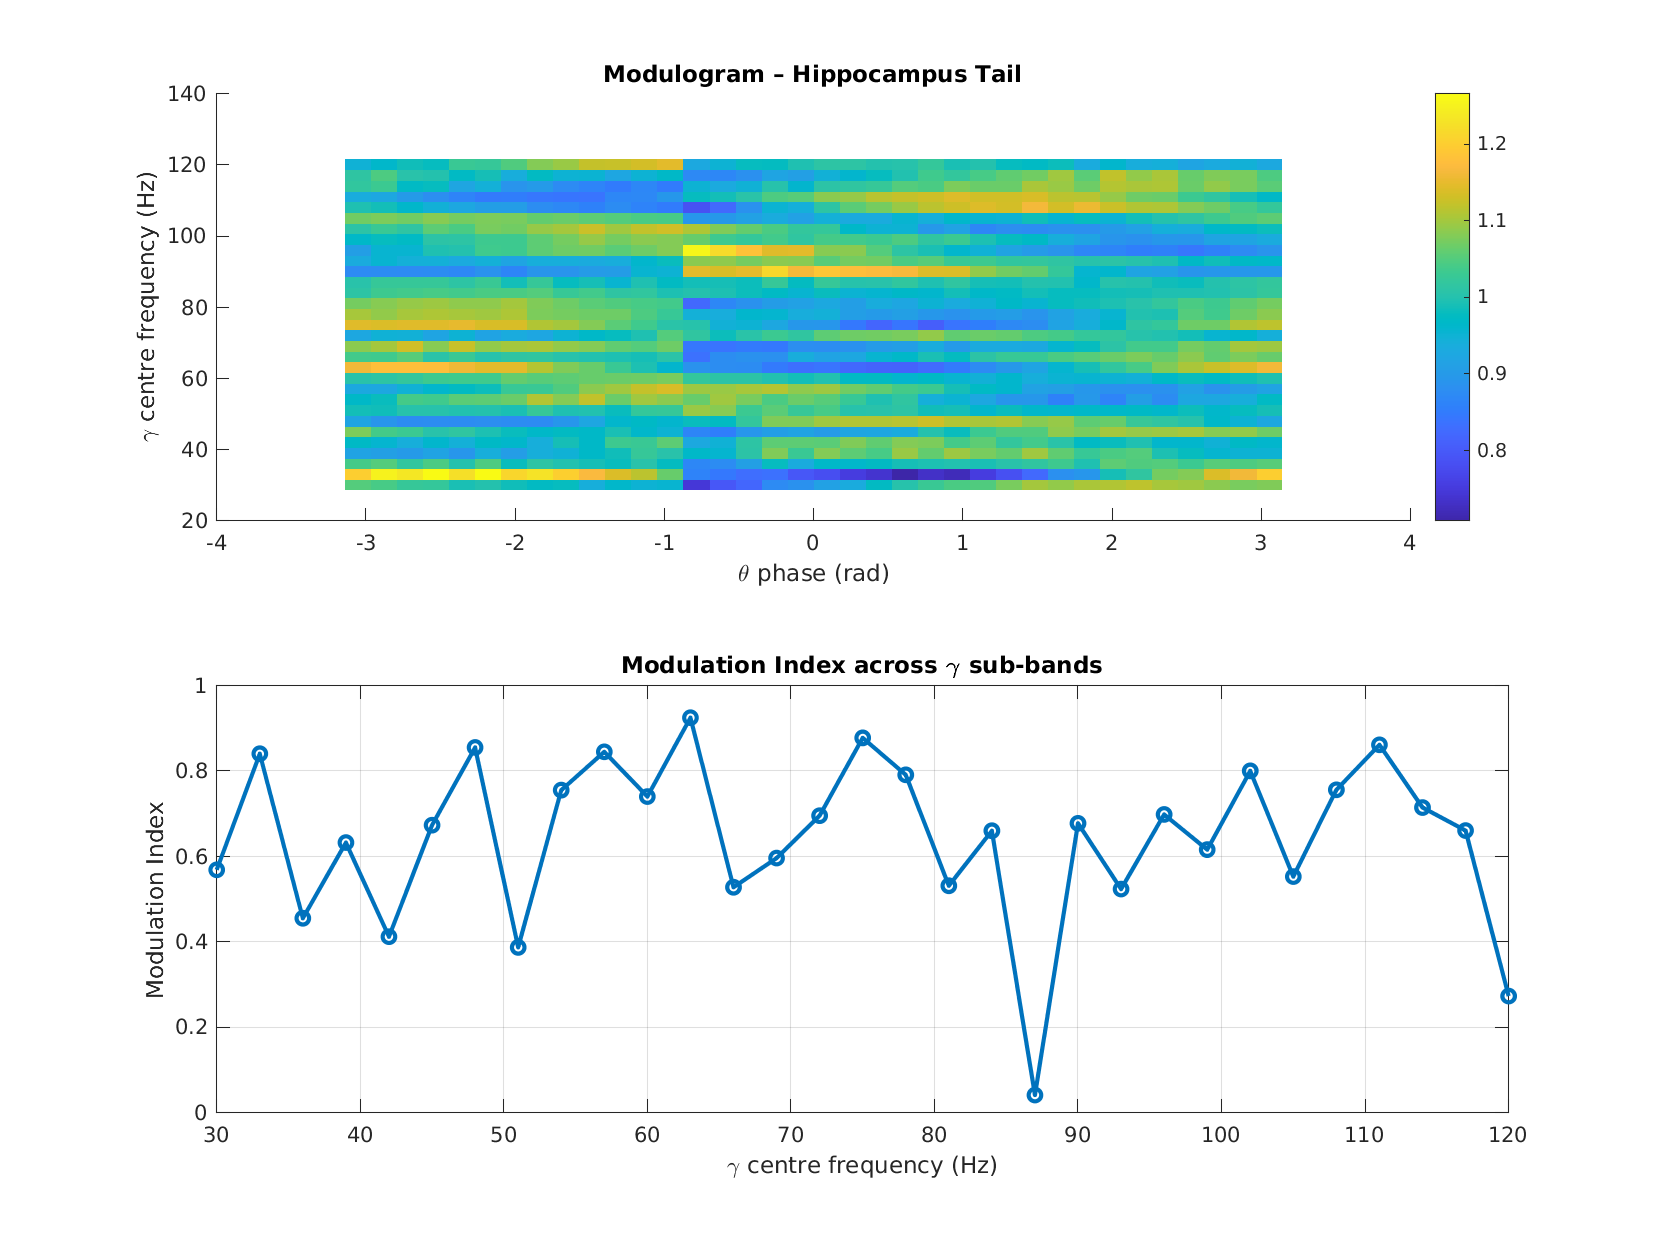 Modulogram – Hippocampus Tail
140
120
100
80
60
40
20
γ centre frequency (Hz)
-4 -3 -2 -1 0 1 2 3 4
θ phase (rad)
1.2
1.1
1
0.9
0.8
Modulation Index across γ sub-bands
1
0.8
0.6
0.4
0.2
0
Modulation Index
30 40 50 60 70 80 90 100 110 120
γ centre frequency (Hz)